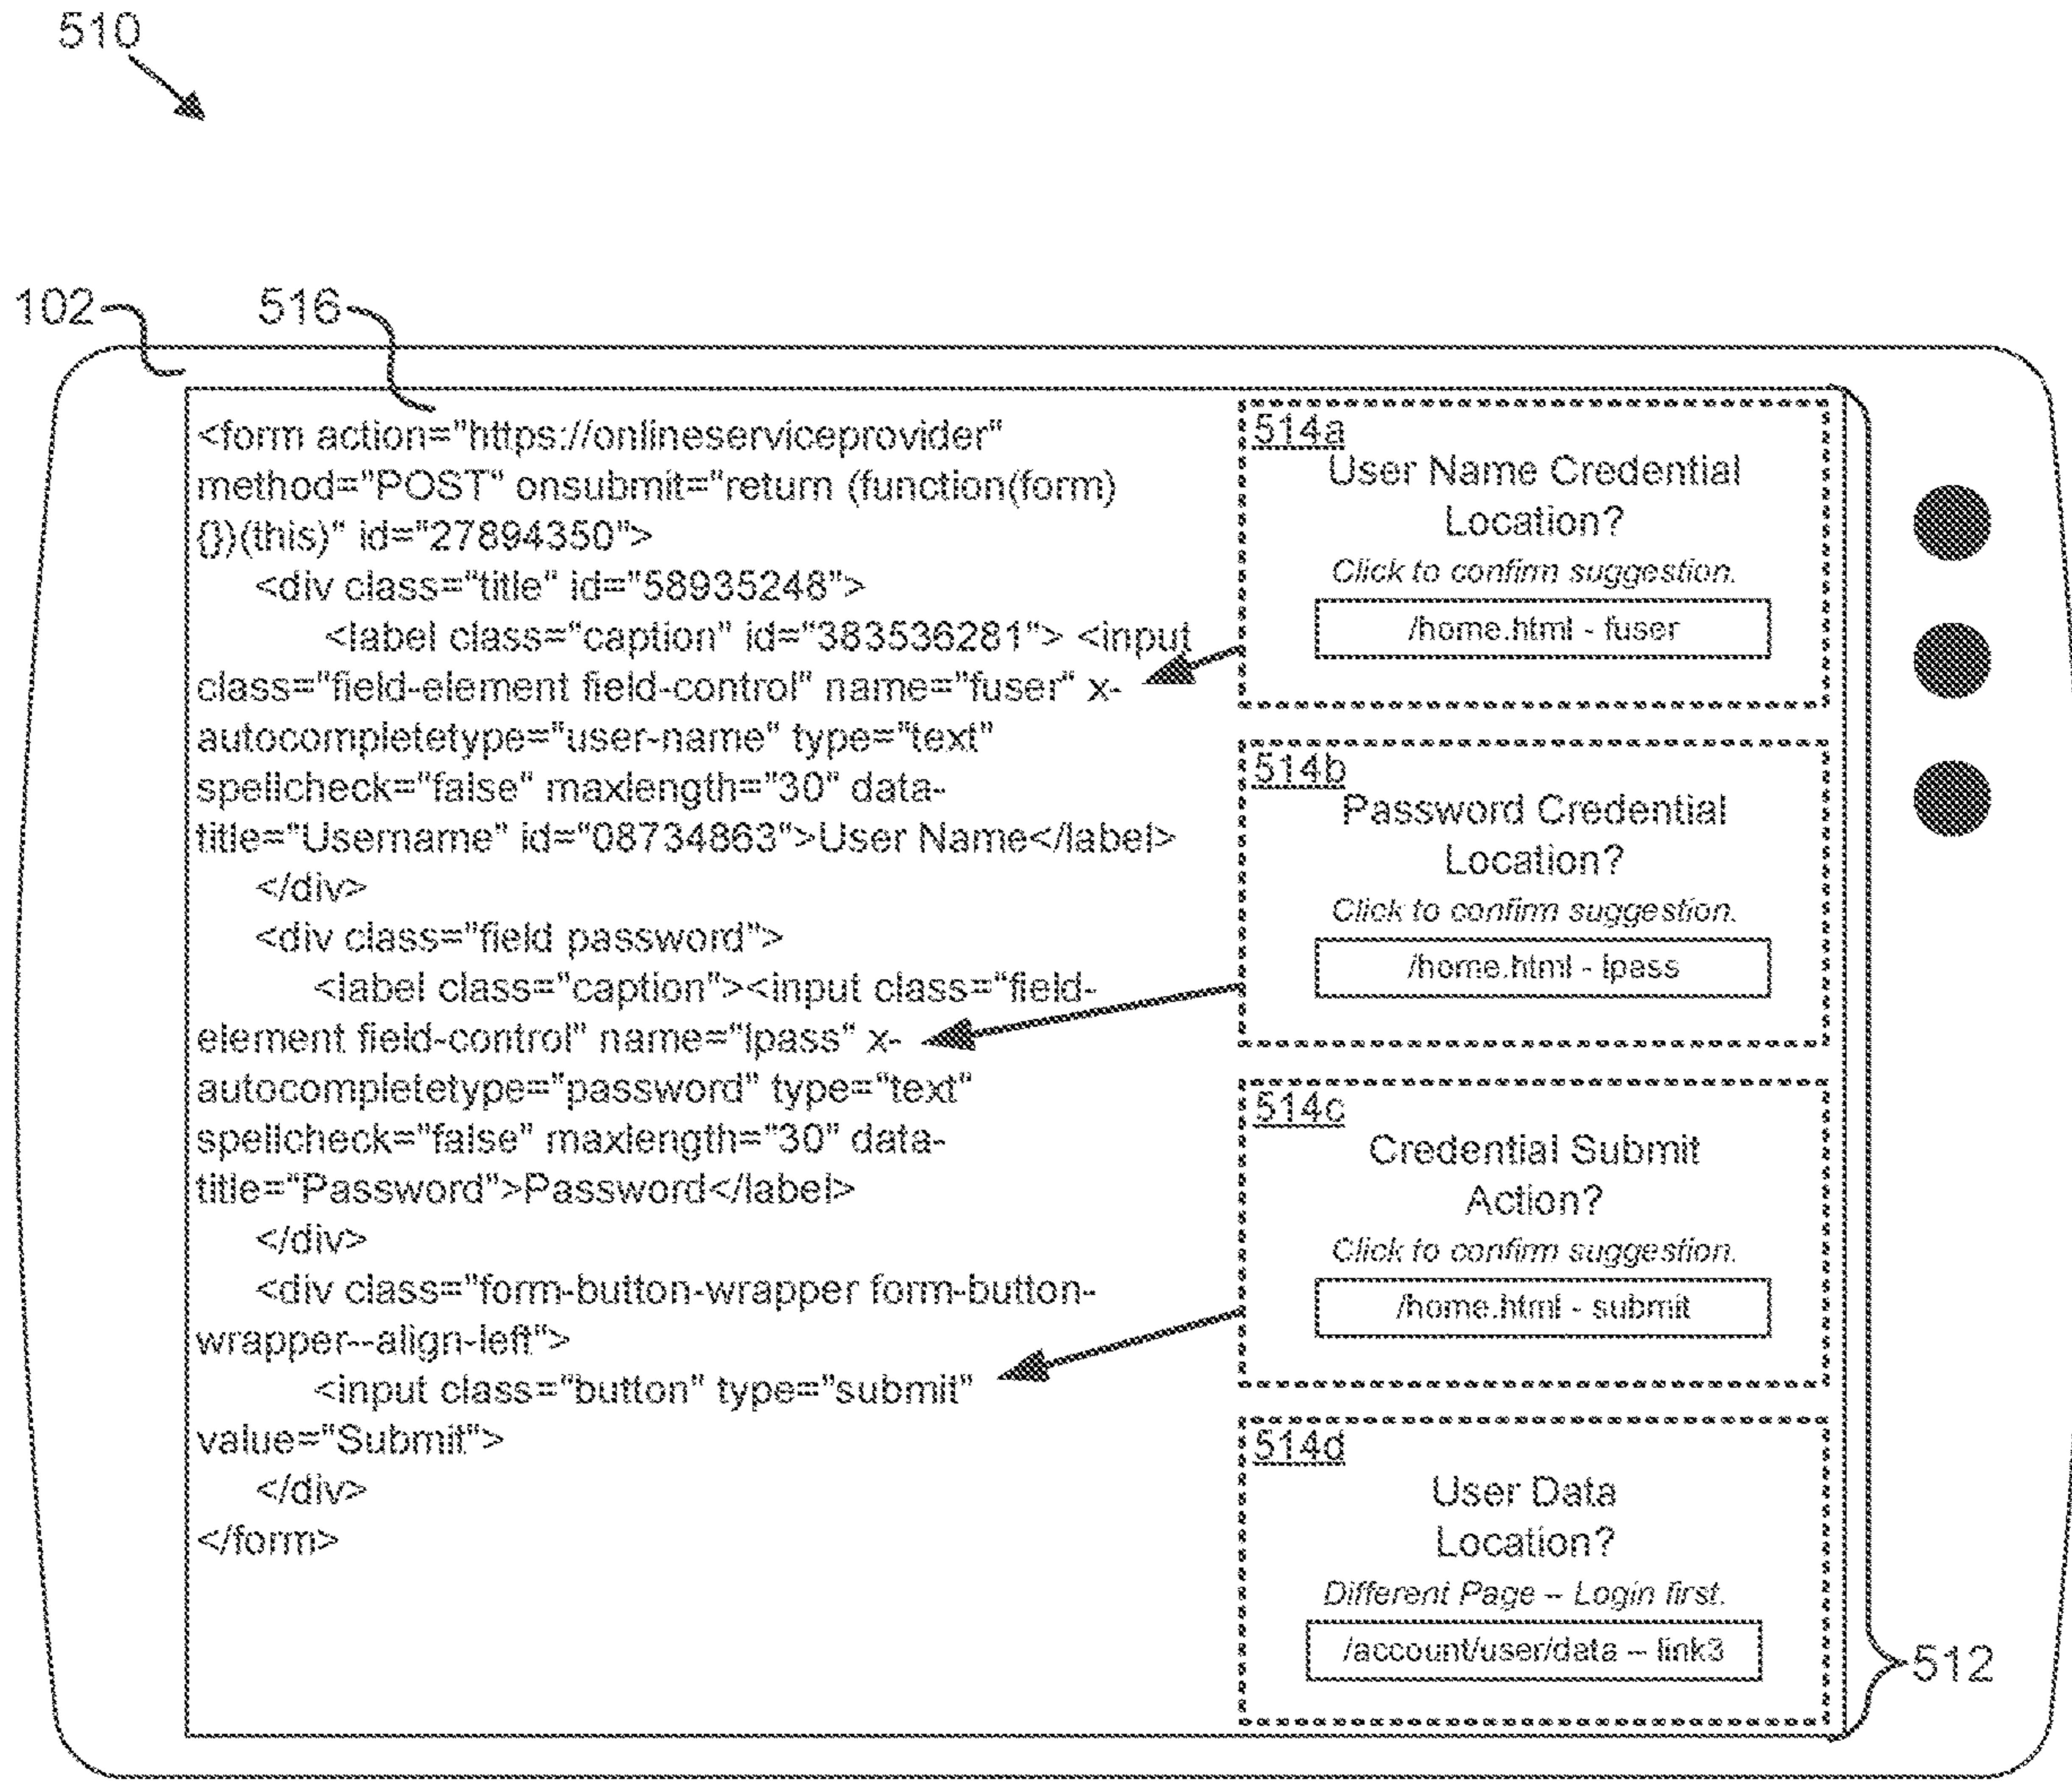 510
102
516
<form action="https://onlineserviceprovider"
method="POST" onsubmit="return (function(form)
{})(this)" id="27894350">
<div class="title" id="58935248">
<label class="caption" id="383536281"> <input
class="field-element field-control" name="fuser" x-
autocompletetype="user-name" type="text"
spellcheck="false" maxlength="30" data-
title="Username" id="08734863">User Name</label>
</div>
<div class="field password">
<label class="caption"><input class="field-
element field-control" name="lpass" x-
autocompletetype="password" type="text"
spellcheck="false" maxlength="30" data-
title="Password">Password</label>
</div>
<div class="form-button-wrapper form-button-
wrapper--align-left">
<input class="button" type="submit"
value="Submit">
</div>
</form>
514a
User Name Credential
Location?
Click to confirm suggestion.
/home.html - fuser
514b
Password Credential
Location?
Click to confirm suggestion.
/home.html - lpass
514c
Credential Submit
Action?
Click to confirm suggestion.
/home.html - submit
514d
User Data
Location?
Different Page – Login first.
/account/user/data – link3
512